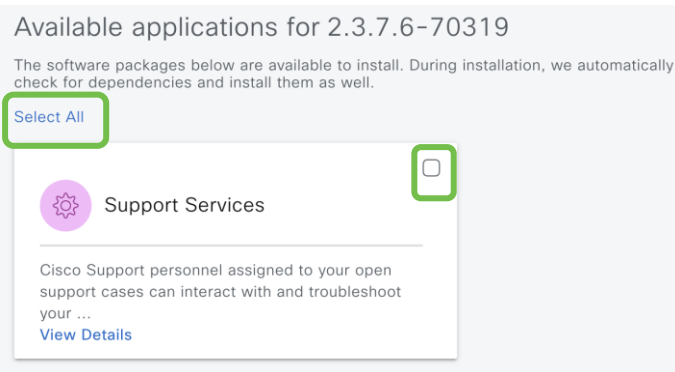 Available applications for 2.3.7.6-70319
The software packages below are available to install. During installation, we automatically
check for dependencies and install them as well.
Select All
Support Services
Cisco Support personnel assigned to your open
support cases can interact with and troubleshoot
your ...
View Details